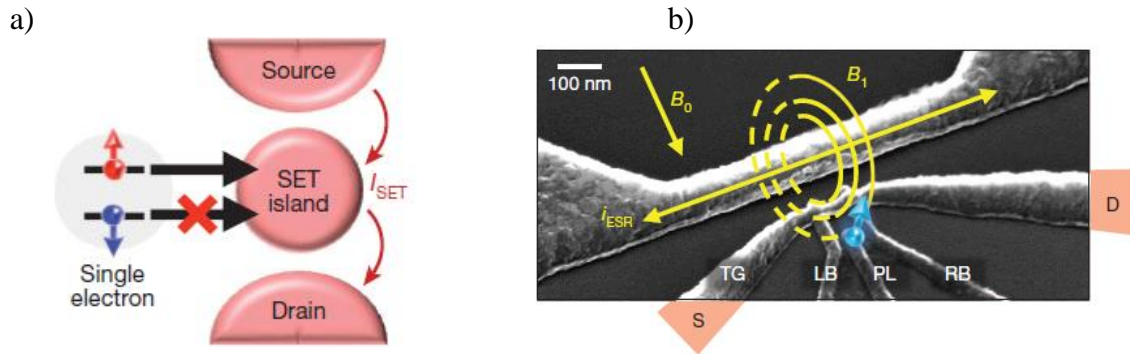 a)
b)
Source
SET
island
I_SET
Single
electron
Drain
100 nm
B_0
B_1
i_ESR
TG
LB
PL
RB
D
S